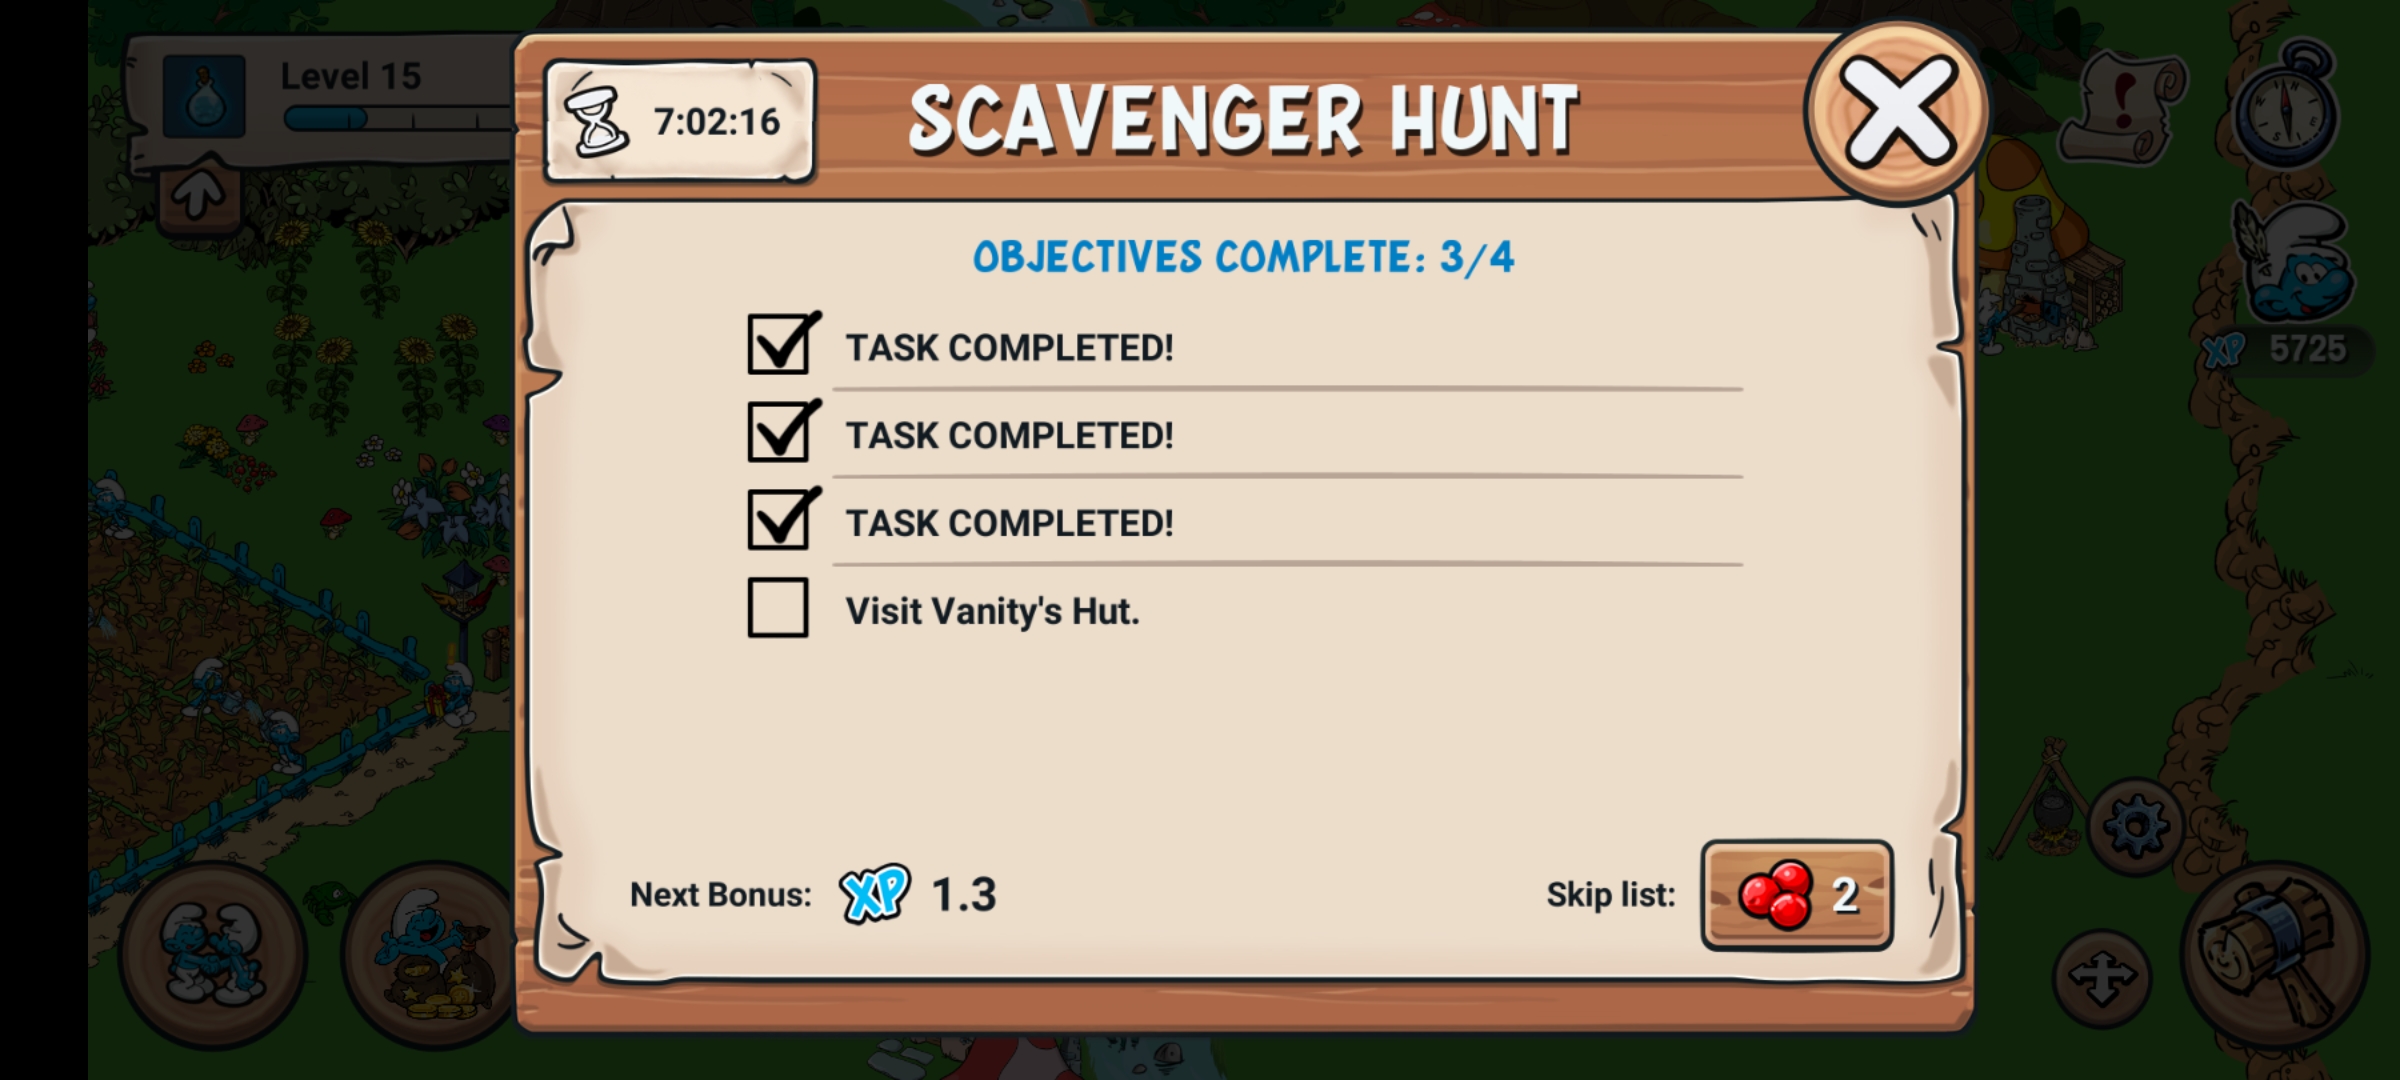 Level 15
7:02:16
SCAVENGER HUNT
OBJECTIVES COMPLETE: 3/4
TASK COMPLETED!
TASK COMPLETED!
TASK COMPLETED!
Visit Vanity's Hut.
XP 5725
Next Bonus: XP 1.3
Skip list: 2